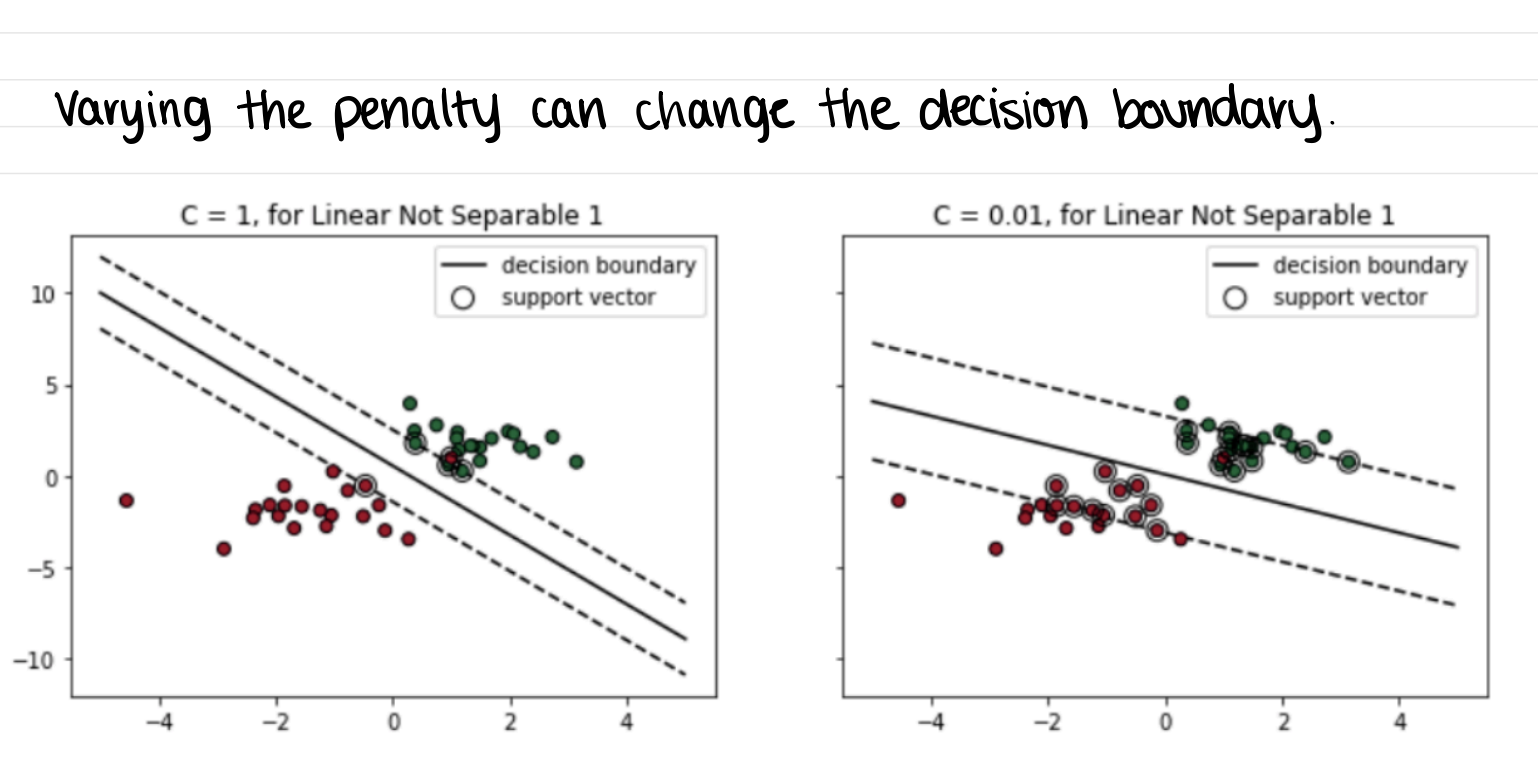 Varying the penalty can change the decision boundary.
C = 1, for Linear Not Separable 1
decision boundary
support vector
10
5
0
−5
−10
−4
−2
0
2
4
C = 0.01, for Linear Not Separable 1
decision boundary
support vector
−4
−2
0
2
4